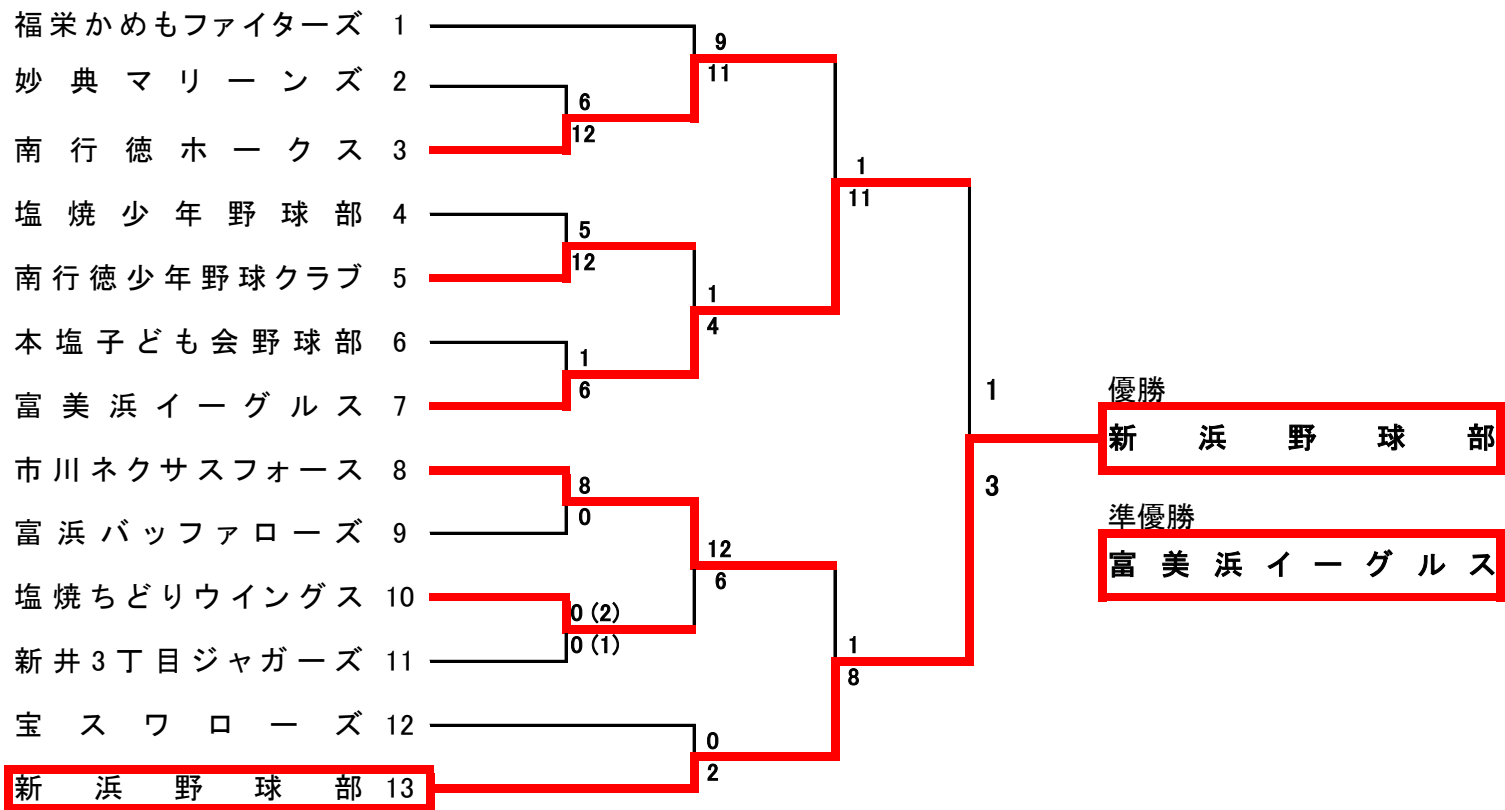 福栄かめもファイターズ 1
9
11
妙典マリーンズ 2
6
12
南行徳ホークス 3
1
11
塩焼少年野球部 4
5
12
南行徳少年野球クラブ 5
1
4
本塩子ども会野球部 6
1
6
富美浜イーグルス 7
1
3
優勝
新浜野球部
準優勝
富美浜イーグルス
市川ネクサスフォース 8
8
0
富浜バッファローズ 9
12
6
塩焼ちどりウイングス 10
0(2)
0(1)
新井3丁目ジャガーズ 11
1
8
宝スワローズ 12
0
2
新浜野球部 13